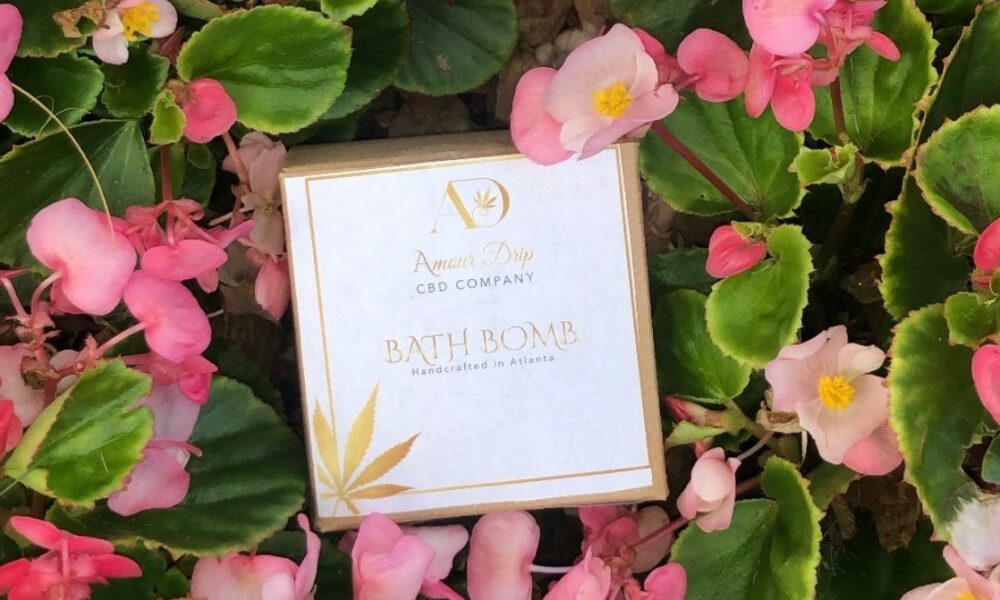 AD
Amour Drip
CBD COMPANY
BATH BOMB
Handcrafted in Atlanta